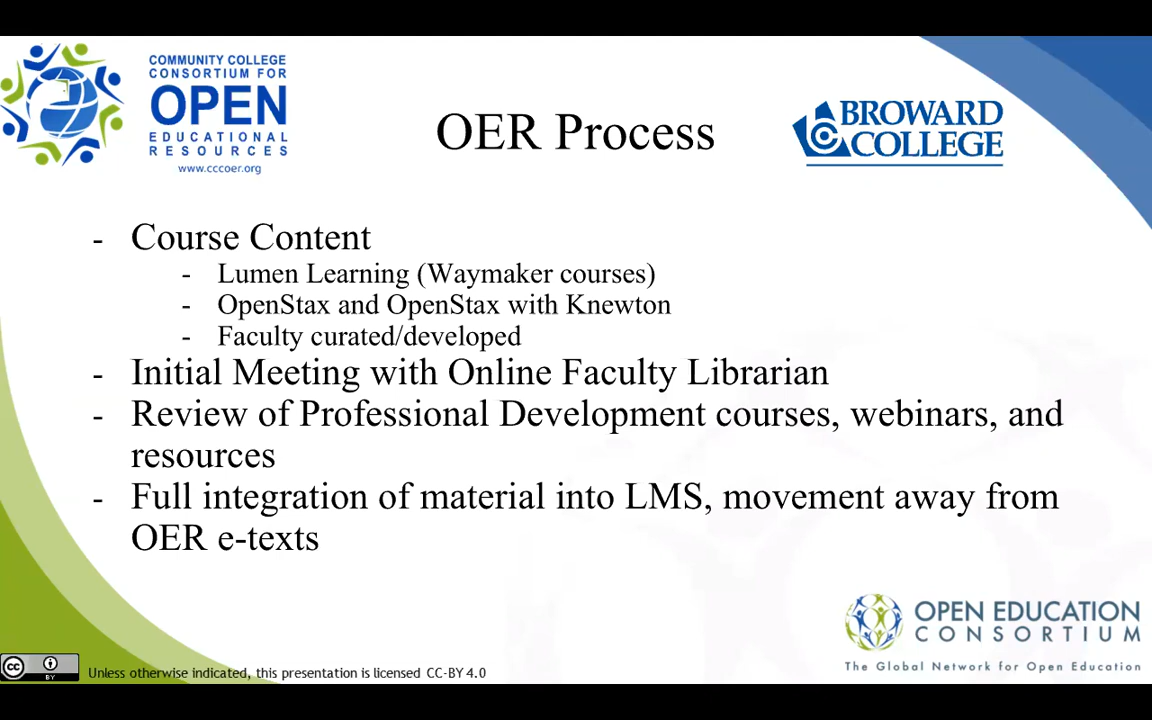 COMMUNITY COLLEGE
CONSORTIUM FOR
OPEN
EDUCATIONAL
RESOURCES
www.cccoer.org
OER Process
BROWARD
COLLEGE
- Course Content
- Lumen Learning (Waymaker courses)
- OpenStax and OpenStax with Knewton
- Faculty curated/developed
- Initial Meeting with Online Faculty Librarian
- Review of Professional Development courses, webinars, and
resources
- Full integration of material into LMS, movement away from
OER e-texts
OPEN EDUCATION
CONSORTIUM
The Global Network for Open Education
cc
BY
Unless otherwise indicated, this presentation is licensed CC-BY 4.0